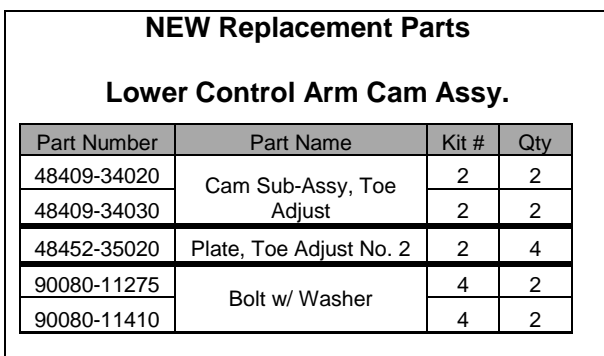 NEW Replacement Parts
Lower Control Arm Cam Assy.
Part Number Part Name Kit # Qty
48409-34020 Cam Sub-Assy, Toe Adjust 2 2
48409-34030 2 2
48452-35020 Plate, Toe Adjust No. 2 2 4
90080-11275 Bolt w/ Washer 4 2
90080-11410 4 2